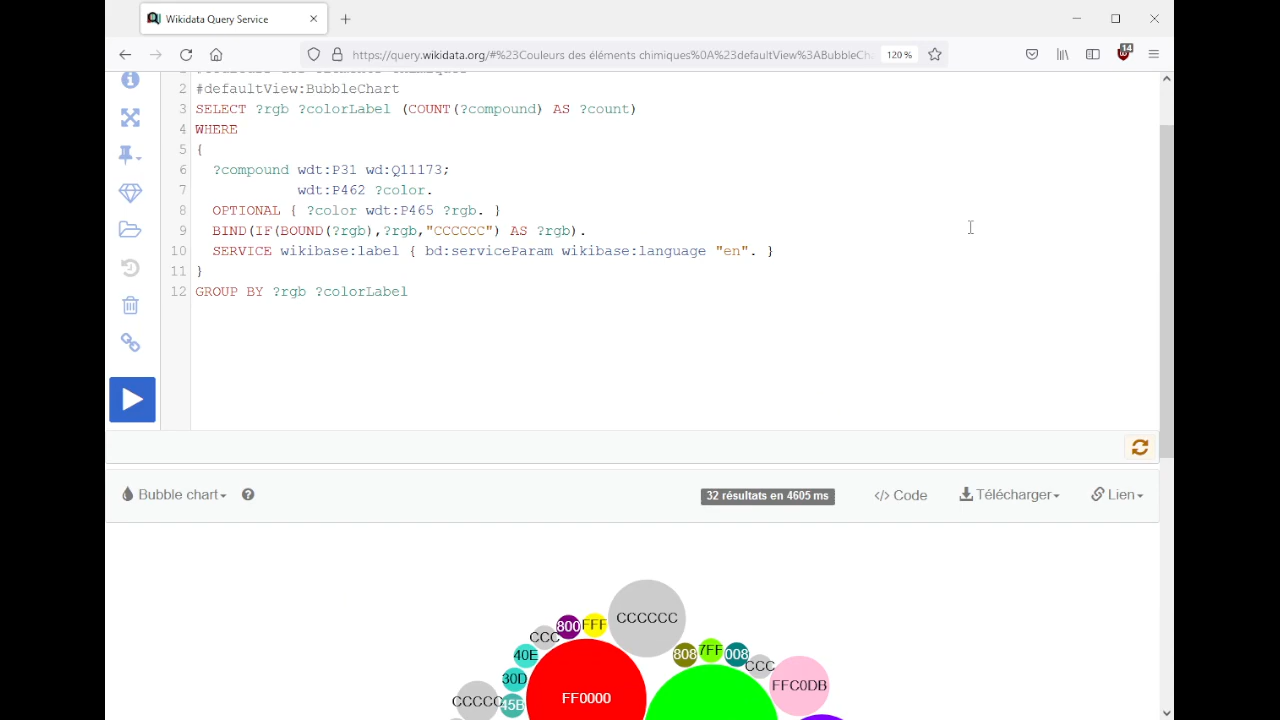 Wikidata Query Service
14
https://query.wikidata.org/#%23Couleurs des éléments chimiques%0A%23defaultView%3ABubbleCh
120 %
2 #defaultView:BubbleChart
3 SELECT ?rgb ?colorLabel (COUNT(?compound) AS ?count)
4 WHERE
5 {
6 ?compound wdt:P31 wd:Q11173;
7 wdt:P462 ?color.
8 OPTIONAL { ?color wdt:P465 ?rgb. }
9 BIND(IF(BOUND(?rgb),?rgb,"CCCCCC") AS ?rgb).
10 SERVICE wikibase:label { bd:serviceParam wikibase:language "en". }
11 }
12 GROUP BY ?rgb ?colorLabel
Bubble chart
32 résultats en 4605 ms
</> Code
Télécharger
Lien
CCCCCC
800 FFF
CCC
808 7FF 008
40E
CCC
30D
FFC0DB
CCCCC
45B
FF0000